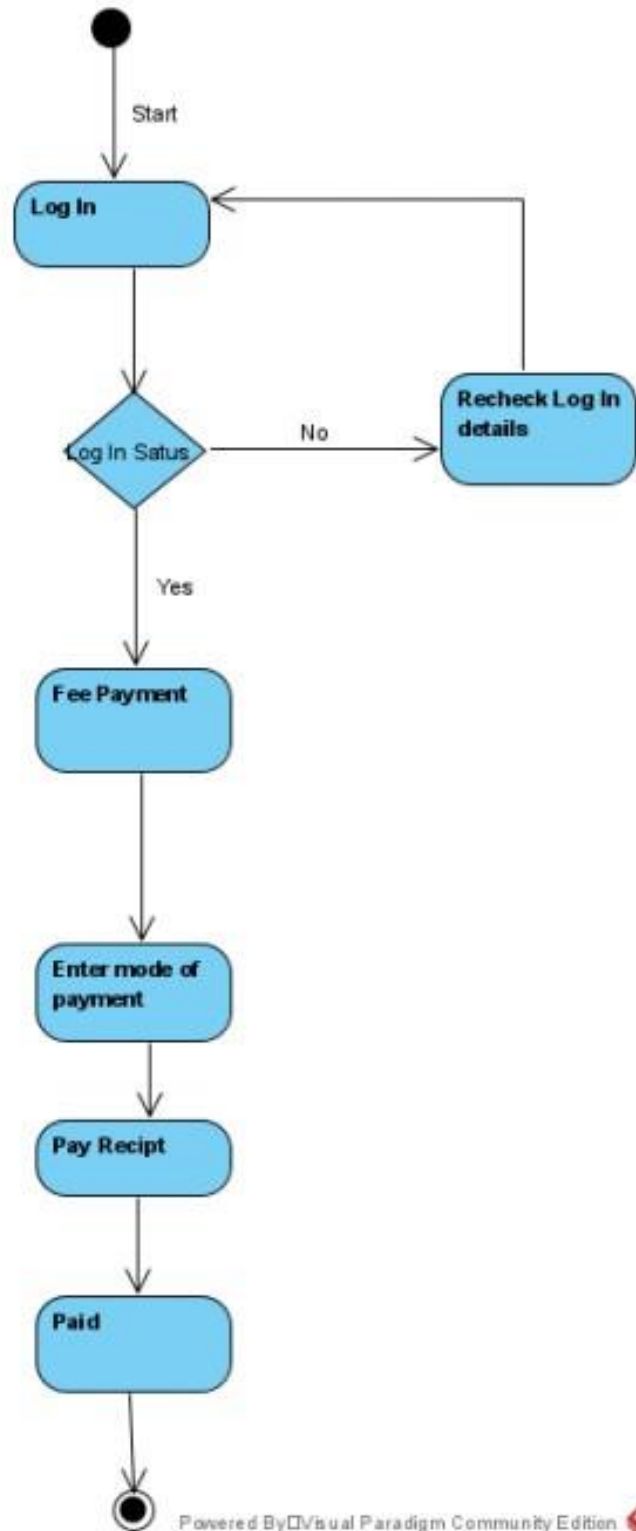 Start
Log In
Recheck Log In
details
Log In Satus
No
Yes
Fee Payment
Enter mode of
payment
Pay Recipt
Paid
Powered By□Visual Paradigm Community Edition